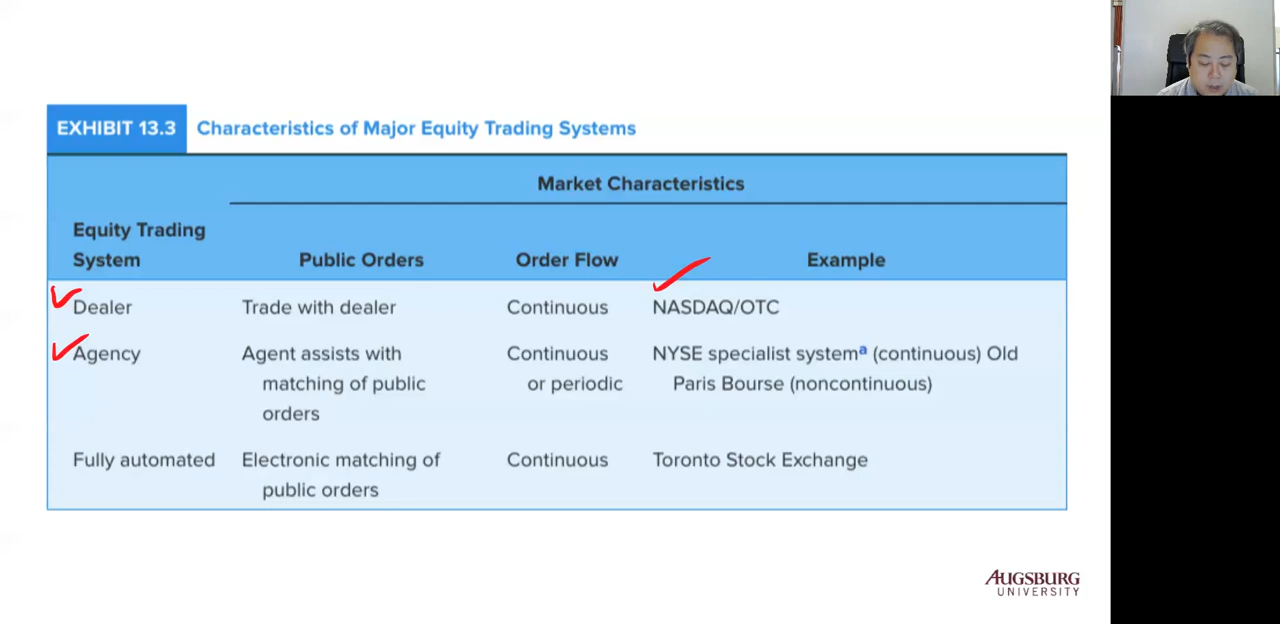 EXHIBIT 13.3 Characteristics of Major Equity Trading Systems
Market Characteristics
Equity Trading
System Public Orders Order Flow Example
Dealer Trade with dealer Continuous NASDAQ/OTC
Agency Agent assists with Continuous NYSE specialist systemᵃ (continuous) Old
matching of public or periodic Paris Bourse (noncontinuous)
orders
Fully automated Electronic matching of Continuous Toronto Stock Exchange
public orders
AUGSBURG
UNIVERSITY